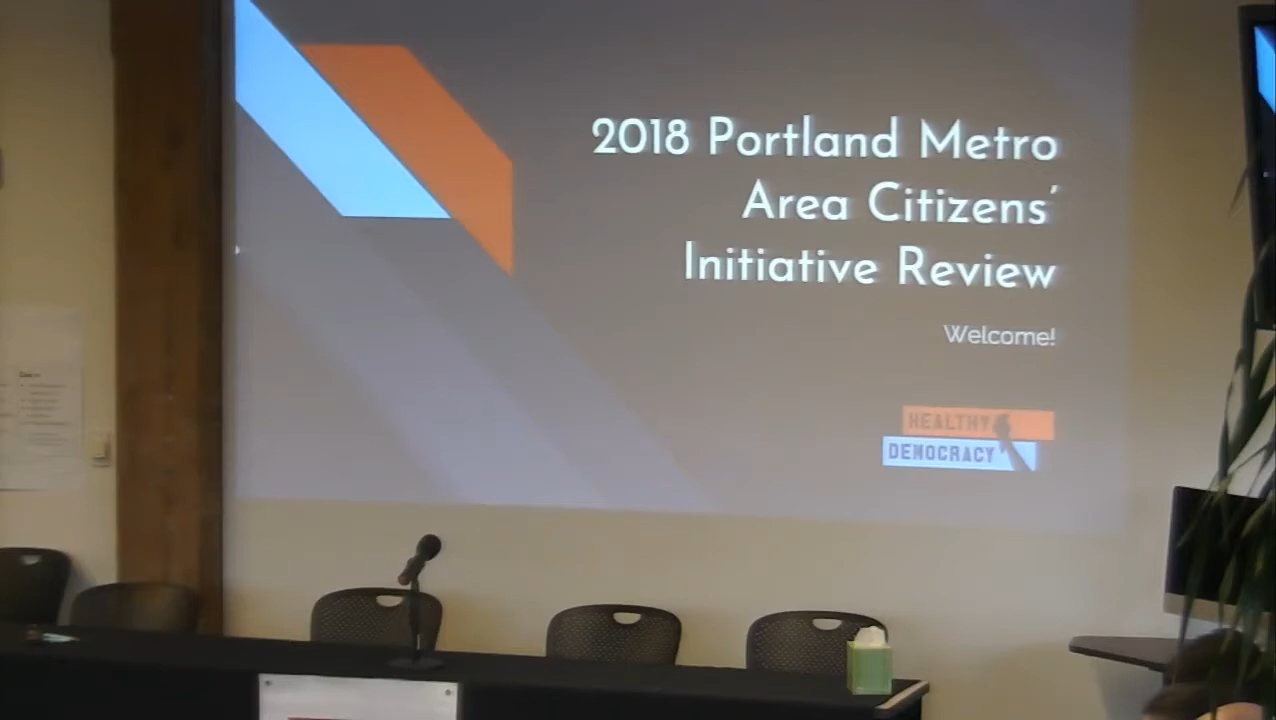 2018 Portland Metro
Area Citizens'
Initiative Review
Welcome!
HEALTHY
DEMOCRACY